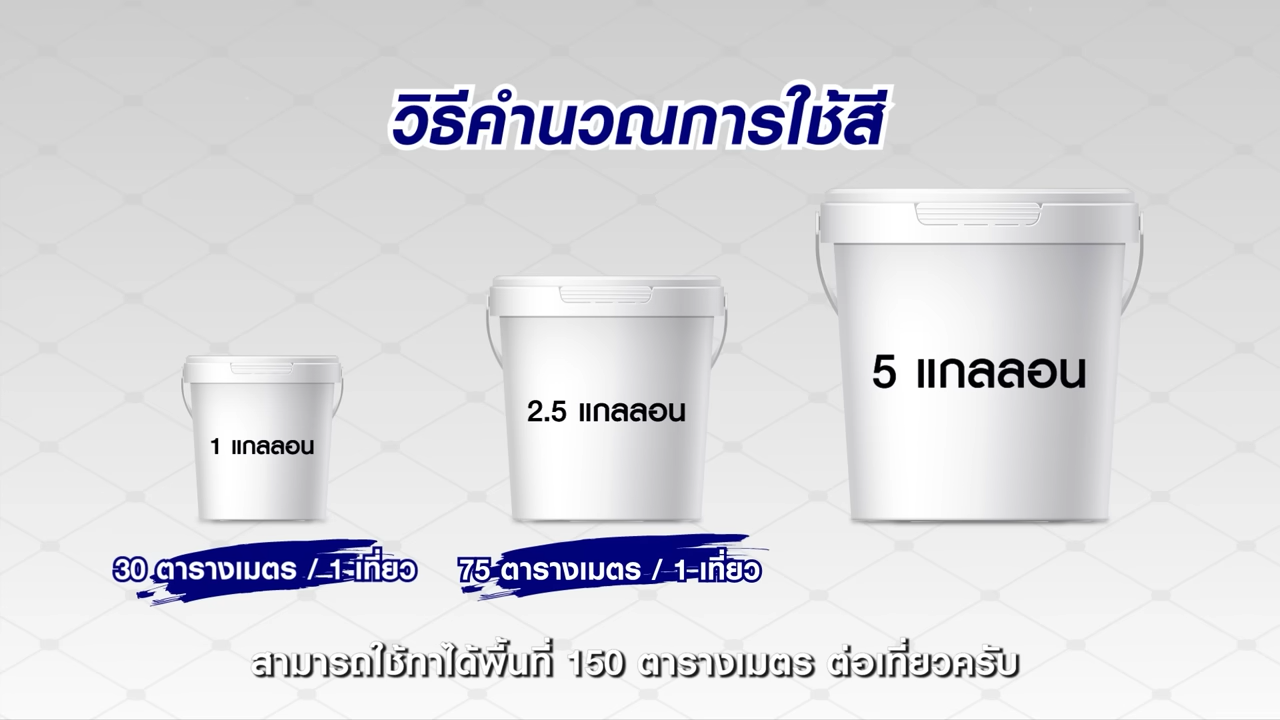 วิธีคำนวณการใช้สี
1 แกลลอน
2.5 แกลลอน
5 แกลลอน
30 ตารางเมตร / 1 เที่ยว
75 ตารางเมตร / 1 เที่ยว
สามารถใช้ทาได้พื้นที่ 150 ตารางเมตร ต่อเที่ยวครับ